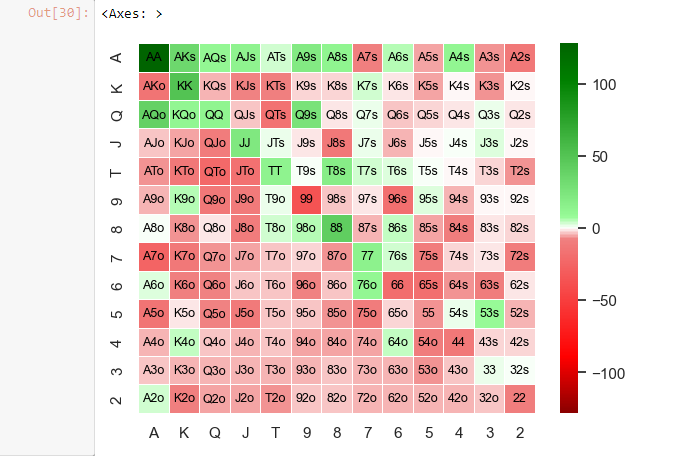 Out[30]: <Axes: >
A AA AKs AQs AJs ATs A9s A8s A7s A6s A5s A4s A3s A2s
K AKo KK KQs KJs KTs K9s K8s K7s K6s K5s K4s K3s K2s
Q AQo KQo QQ QJs QTs Q9s Q8s Q7s Q6s Q5s Q4s Q3s Q2s
J AJo KJo QJo JJ JTs J9s J8s J7s J6s J5s J4s J3s J2s
T ATo KTo QTo JTo TT T9s T8s T7s T6s T5s T4s T3s T2s
9 A9o K9o Q9o J9o T9o 99 98s 97s 96s 95s 94s 93s 92s
8 A8o K8o Q8o J8o T8o 98o 88 87s 86s 85s 84s 83s 82s
7 A7o K7o Q7o J7o T7o 97o 87o 77 76s 75s 74s 73s 72s
6 A6o K6o Q6o J6o T6o 96o 86o 76o 66 65s 64s 63s 62s
5 A5o K5o Q5o J5o T5o 95o 85o 75o 65o 55 54s 53s 52s
4 A4o K4o Q4o J4o T4o 94o 84o 74o 64o 54o 44 43s 42s
3 A3o K3o Q3o J3o T3o 93o 83o 73o 63o 53o 43o 33 32s
2 A2o K2o Q2o J2o T2o 92o 82o 72o 62o 52o 42o 32o 22
A K Q J T 9 8 7 6 5 4 3 2
100
50
0
−50
−100